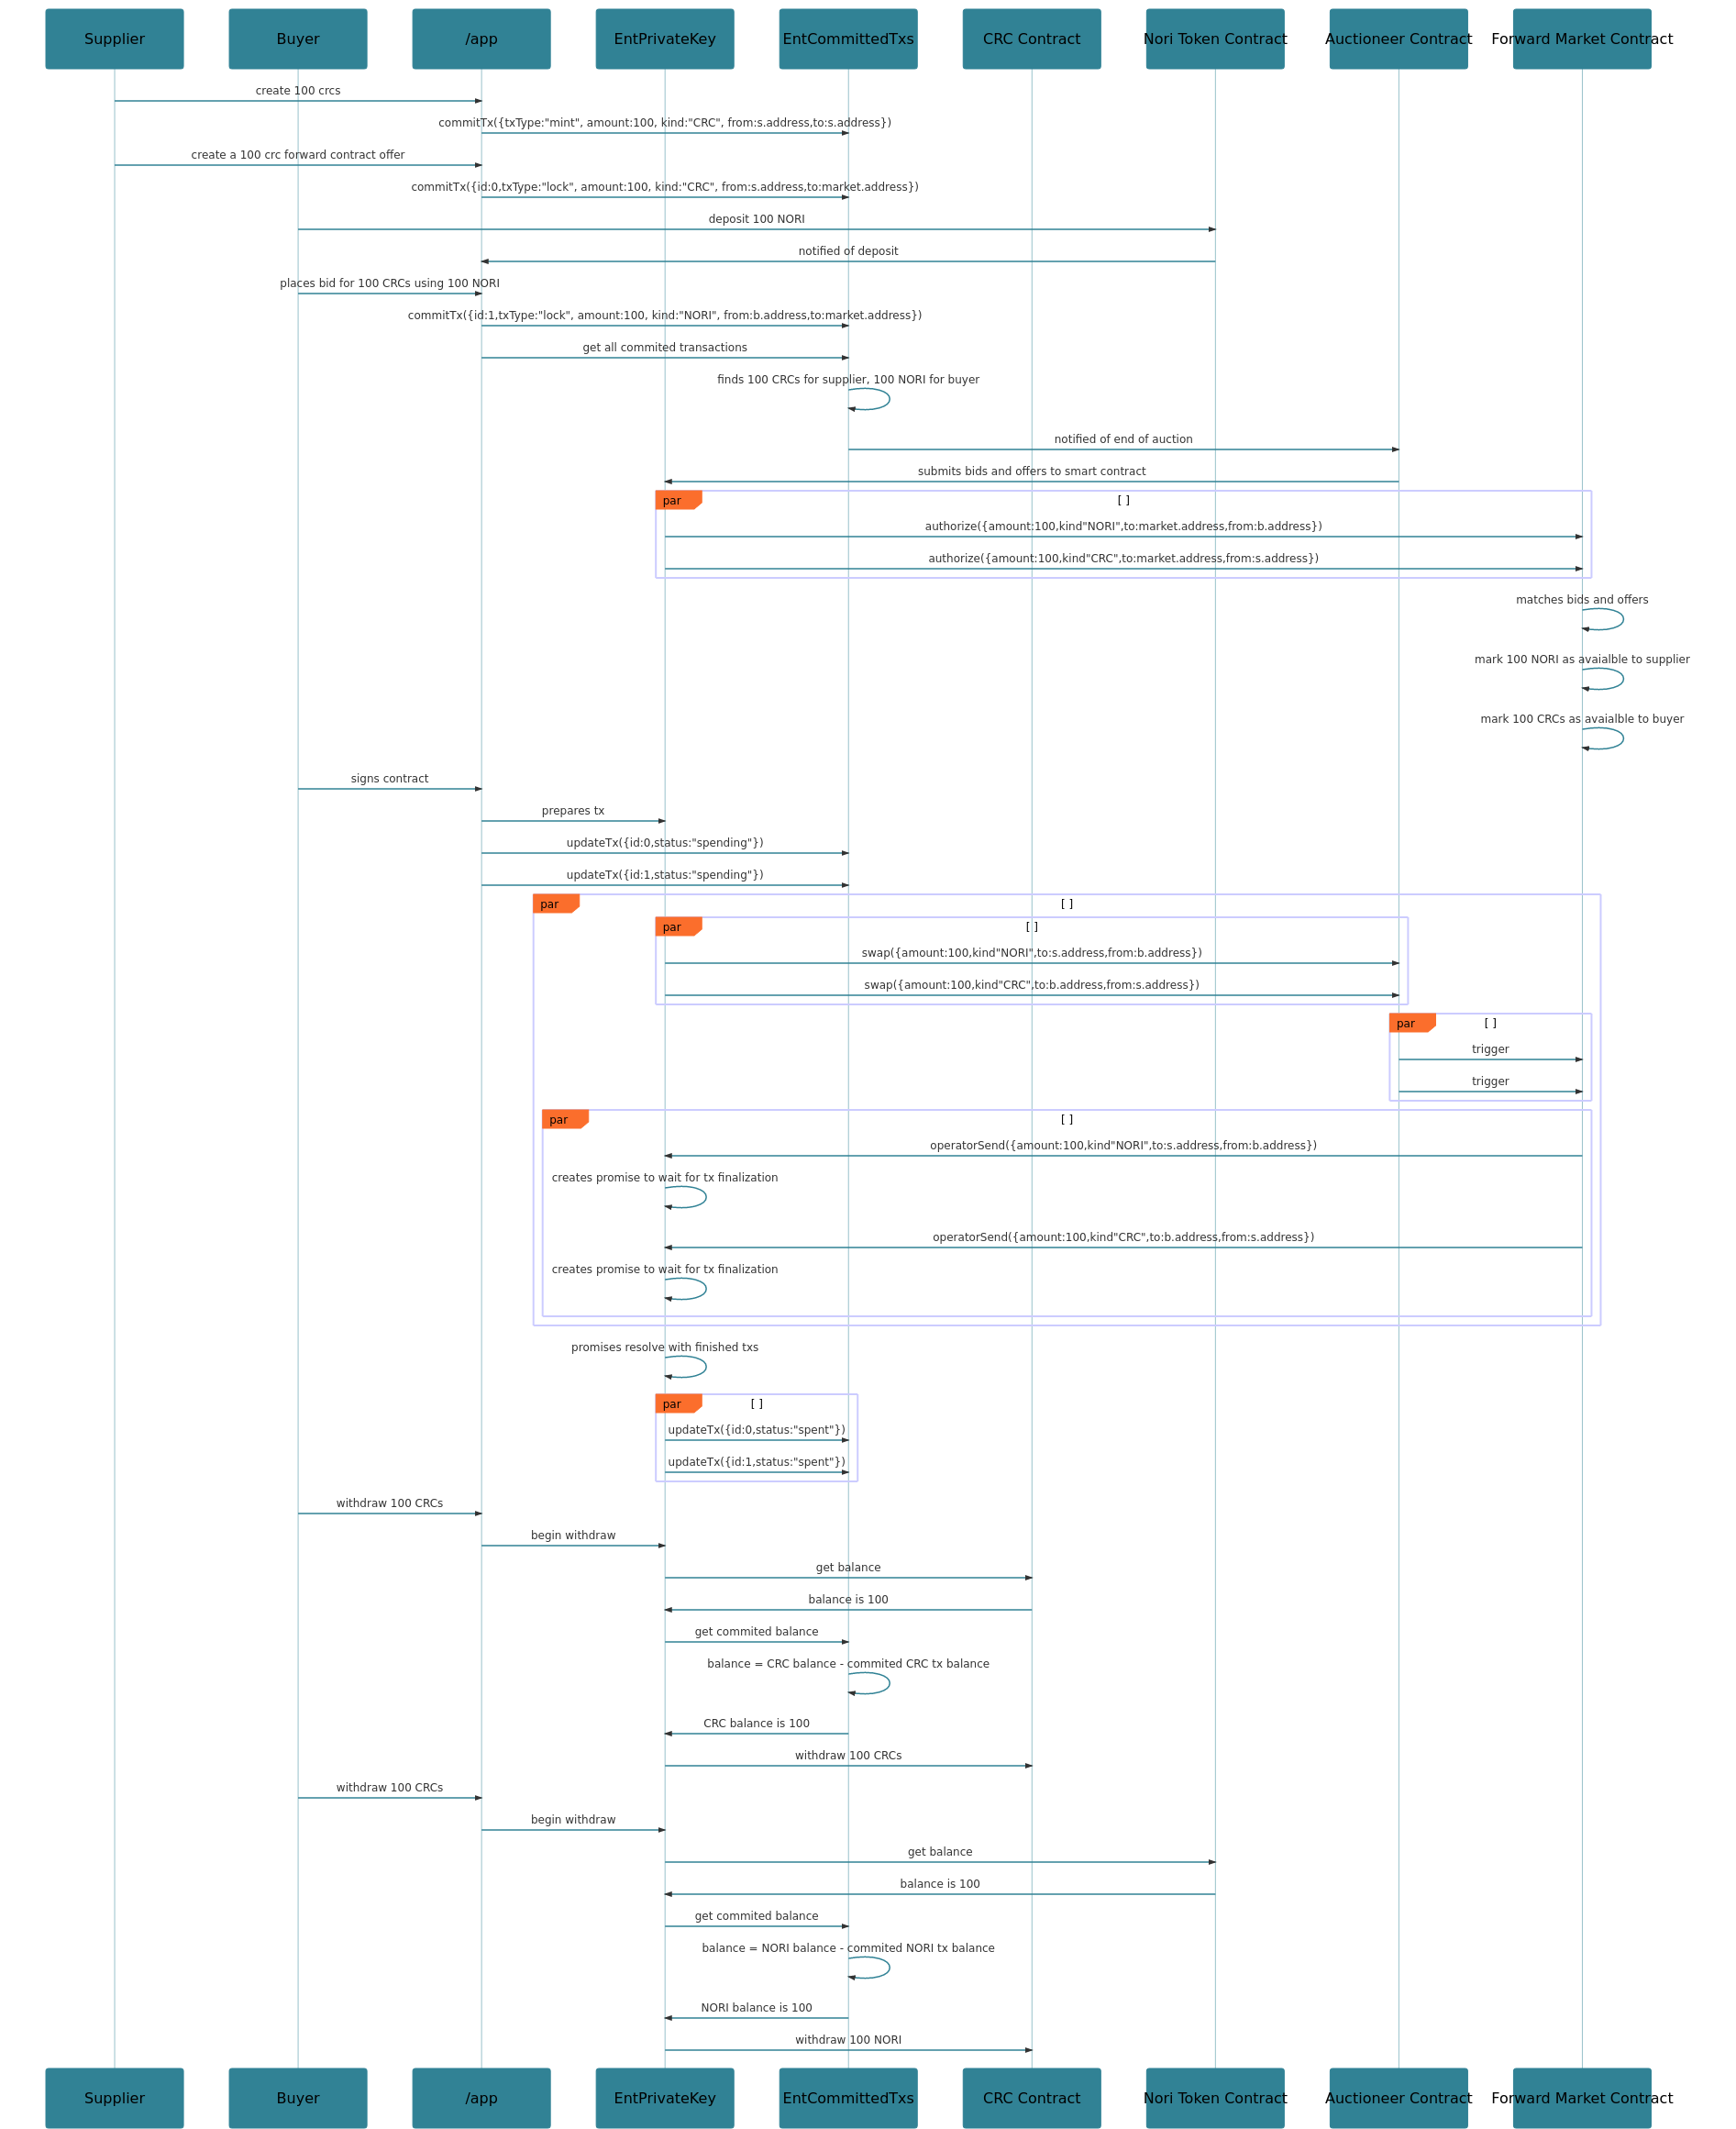 Supplier
Buyer
/app
EntPrivateKey
EntCommittedTxs
CRC Contract
Nori Token Contract
Auctioneer Contract
Forward Market Contract
create 100 crcs
commitTx({txType:"mint", amount:100, kind:"CRC", from:s.address,to:s.address})
create a 100 crc forward contract offer
commitTx({id:0,txType:"lock", amount:100, kind:"CRC", from:s.address,to:market.address})
deposit 100 NORI
notified of deposit
places bid for 100 CRCs using 100 NORI
commitTx({id:1,txType:"lock", amount:100, kind:"NORI", from:b.address,to:market.address})
get all commited transactions
finds 100 CRCs for supplier, 100 NORI for buyer
notified of end of auction
submits bids and offers to smart contract
par
[ ]
authorize({amount:100,kind"NORI",to:market.address,from:b.address})
authorize({amount:100,kind"CRC",to:market.address,from:s.address})
matches bids and offers
mark 100 NORI as avaialble to supplier
mark 100 CRCs as avaialble to buyer
signs contract
prepares tx
updateTx({id:0,status:"spending"})
updateTx({id:1,status:"spending"})
par
[ ]
par
[ ]
swap({amount:100,kind"NORI",to:s.address,from:b.address})
swap({amount:100,kind"CRC",to:b.address,from:s.address})
par
[ ]
trigger
trigger
par
[ ]
operatorSend({amount:100,kind"NORI",to:s.address,from:b.address})
creates promise to wait for tx finalization
operatorSend({amount:100,kind"CRC",to:b.address,from:s.address})
creates promise to wait for tx finalization
promises resolve with finished txs
par
[ ]
updateTx({id:0,status:"spent"})
updateTx({id:1,status:"spent"})
withdraw 100 CRCs
begin withdraw
get balance
balance is 100
get commited balance
balance = CRC balance - commited CRC tx balance
CRC balance is 100
withdraw 100 CRCs
withdraw 100 CRCs
begin withdraw
get balance
balance is 100
get commited balance
balance = NORI balance - commited NORI tx balance
NORI balance is 100
withdraw 100 NORI
Supplier
Buyer
/app
EntPrivateKey
EntCommittedTxs
CRC Contract
Nori Token Contract
Auctioneer Contract
Forward Market Contract